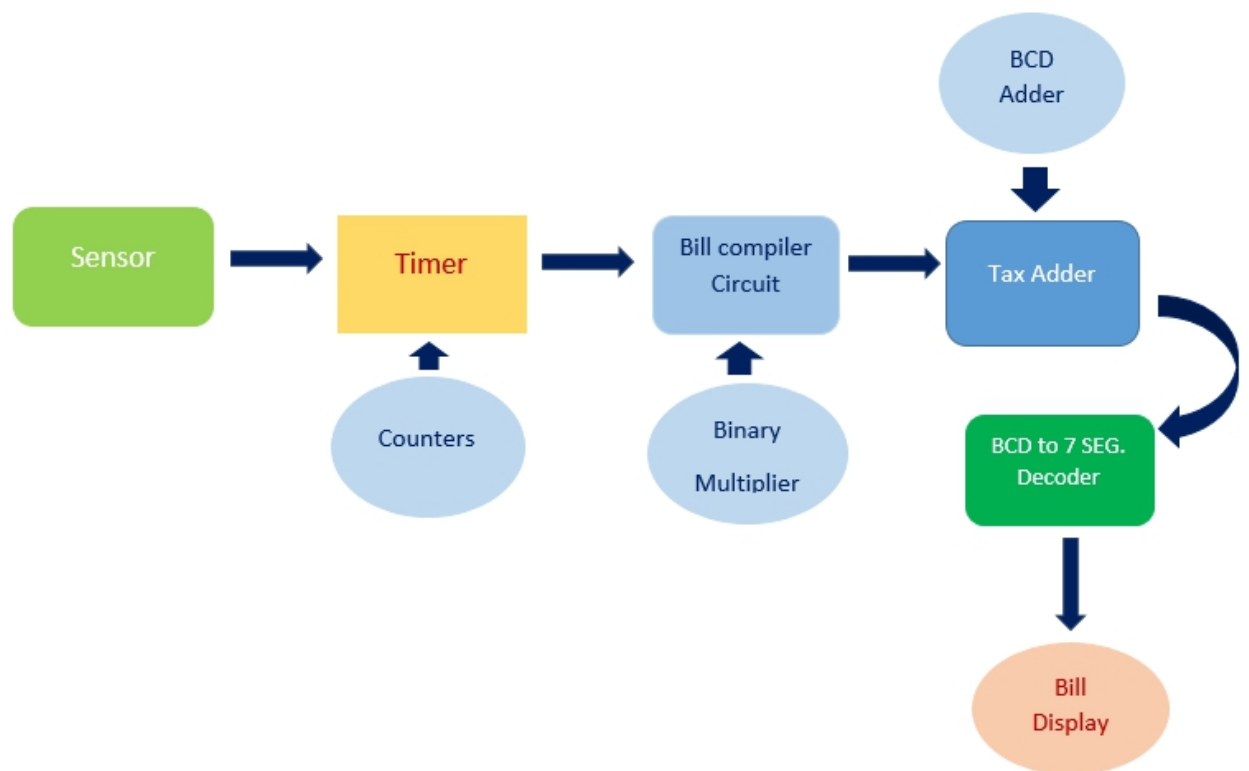 BCD
Adder
Sensor
Timer
Bill compiler
Circuit
Tax Adder
Counters
Binary
Multiplier
BCD to 7 SEG.
Decoder
Bill
Display